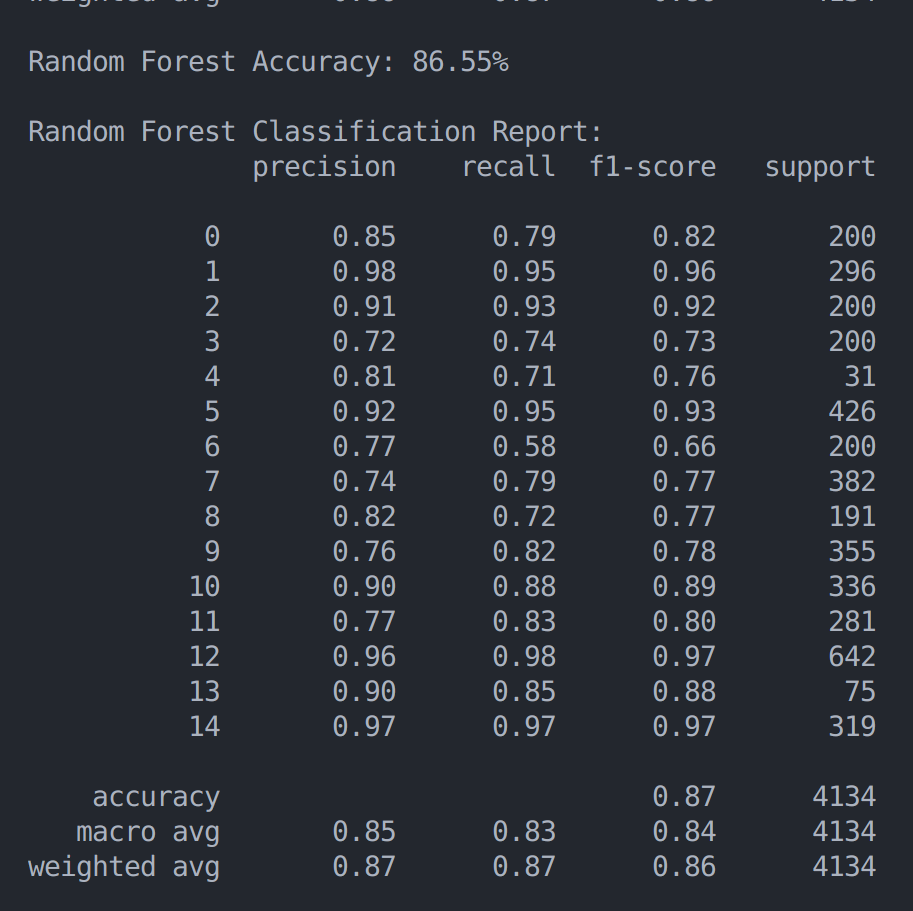 Random Forest Accuracy: 86.55%
Random Forest Classification Report:
precision recall f1-score support
0 0.85 0.79 0.82 200
1 0.98 0.95 0.96 296
2 0.91 0.93 0.92 200
3 0.72 0.74 0.73 200
4 0.81 0.71 0.76 31
5 0.92 0.95 0.93 426
6 0.77 0.58 0.66 200
7 0.74 0.79 0.77 382
8 0.82 0.72 0.77 191
9 0.76 0.82 0.78 355
10 0.90 0.88 0.89 336
11 0.77 0.83 0.80 281
12 0.96 0.98 0.97 642
13 0.90 0.85 0.88 75
14 0.97 0.97 0.97 319
accuracy 0.87 4134
macro avg 0.85 0.83 0.84 4134
weighted avg 0.87 0.87 0.86 4134